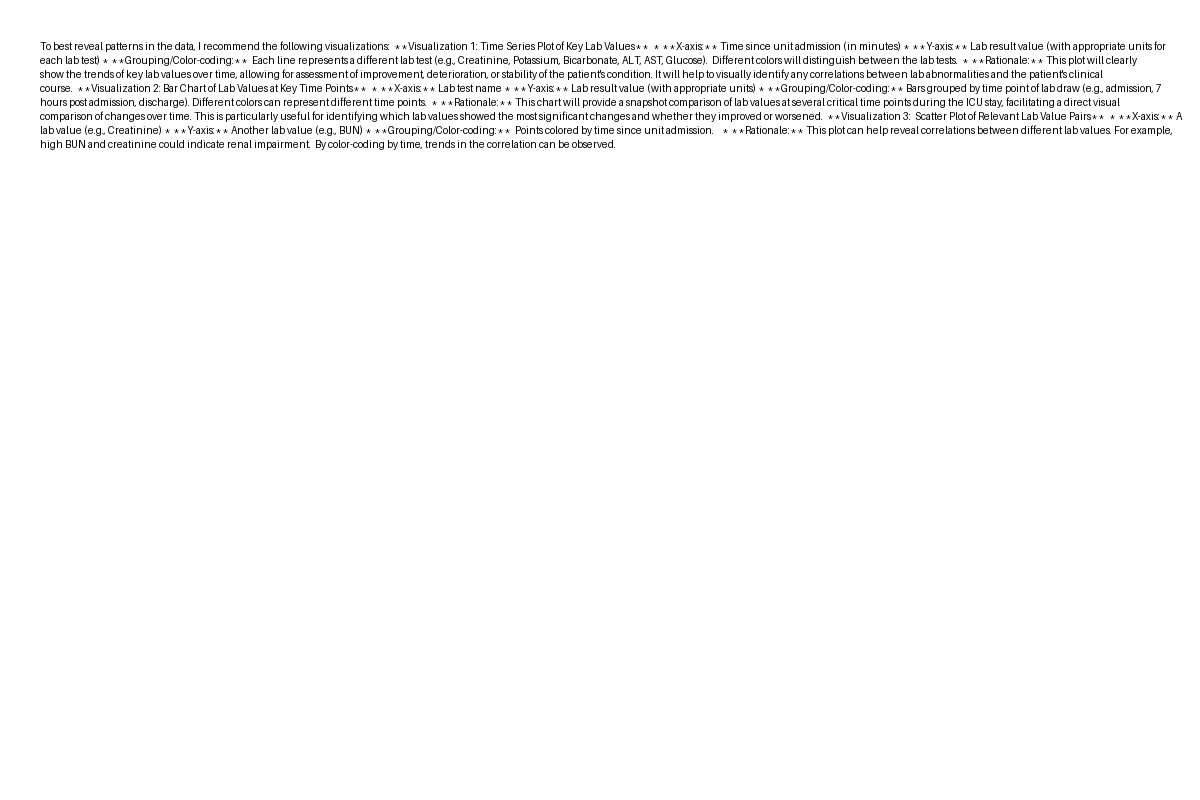 To best reveal patterns in the data, I recommend the following visualizations:  **Visualization 1: Time Series Plot of Key Lab Values**  * **X-axis:** Time since unit admission (in minutes) * **Y-axis:** Lab result value (with appropriate units for
each lab test) * **Grouping/Color-coding:**  Each line represents a different lab test (e.g., Creatinine, Potassium, Bicarbonate, ALT, AST, Glucose).  Different colors will distinguish between the lab tests.  * **Rationale:** This plot will clearly
show the trends of key lab values over time, allowing for assessment of improvement, deterioration, or stability of the patient's condition. It will help to visually identify any correlations between lab abnormalities and the patient's clinical
course.  **Visualization 2: Bar Chart of Lab Values at Key Time Points**  * **X-axis:** Lab test name * **Y-axis:** Lab result value (with appropriate units) * **Grouping/Color-coding:** Bars grouped by time point of lab draw (e.g., admission, 7
hours post admission, discharge). Different colors can represent different time points.  * **Rationale:** This chart will provide a snapshot comparison of lab values at several critical time points during the ICU stay, facilitating a direct visual
comparison of changes over time. This is particularly useful for identifying which lab values showed the most significant changes and whether they improved or worsened.  **Visualization 3:  Scatter Plot of Relevant Lab Value Pairs**  * **X-axis:** A
lab value (e.g., Creatinine) * **Y-axis:** Another lab value (e.g., BUN) * **Grouping/Color-coding:**  Points colored by time since unit admission.   * **Rationale:** This plot can help reveal correlations between different lab values. For example,
high BUN and creatinine could indicate renal impairment.  By color-coding by time, trends in the correlation can be observed.